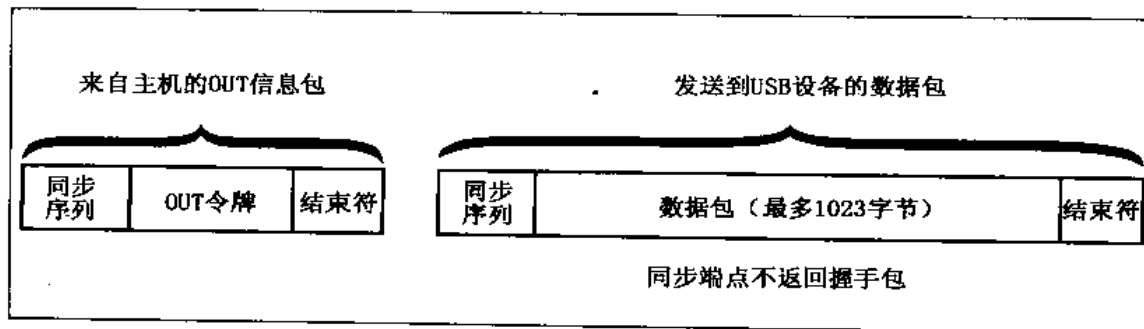 来自主机的OUT信息包
发送到USB设备的数据包
同步
序列
OUT令牌
结束符
同步
序列
数据包（最多1023字节）
结束符
同步端点不返回握手包